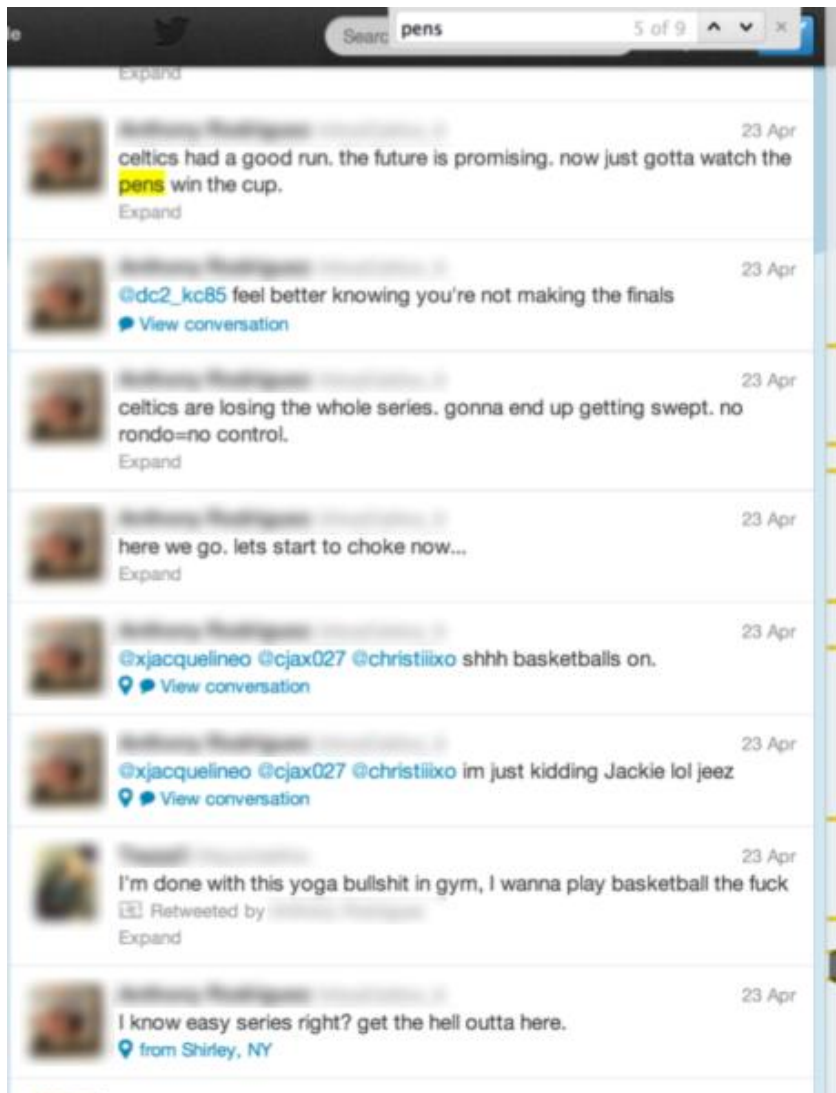 le
Searc
pens 5 of 9
Expand
23 Apr
celtics had a good run. the future is promising. now just gotta watch the
pens win the cup.
Expand
23 Apr
@dc2_kc85 feel better knowing you're not making the finals
View conversation
23 Apr
celtics are losing the whole series. gonna end up getting swept. no
rondo=no control.
Expand
23 Apr
here we go. lets start to choke now...
Expand
23 Apr
@xjacquelineo @cjax027 @christiiixo shhh basketballs on.
View conversation
23 Apr
@xjacquelineo @cjax027 @christiiixo im just kidding Jackie lol jeez
View conversation
23 Apr
I'm done with this yoga bullshit in gym, I wanna play basketball the fuck
Retweeted by
Expand
23 Apr
I know easy series right? get the hell outta here.
from Shirley, NY